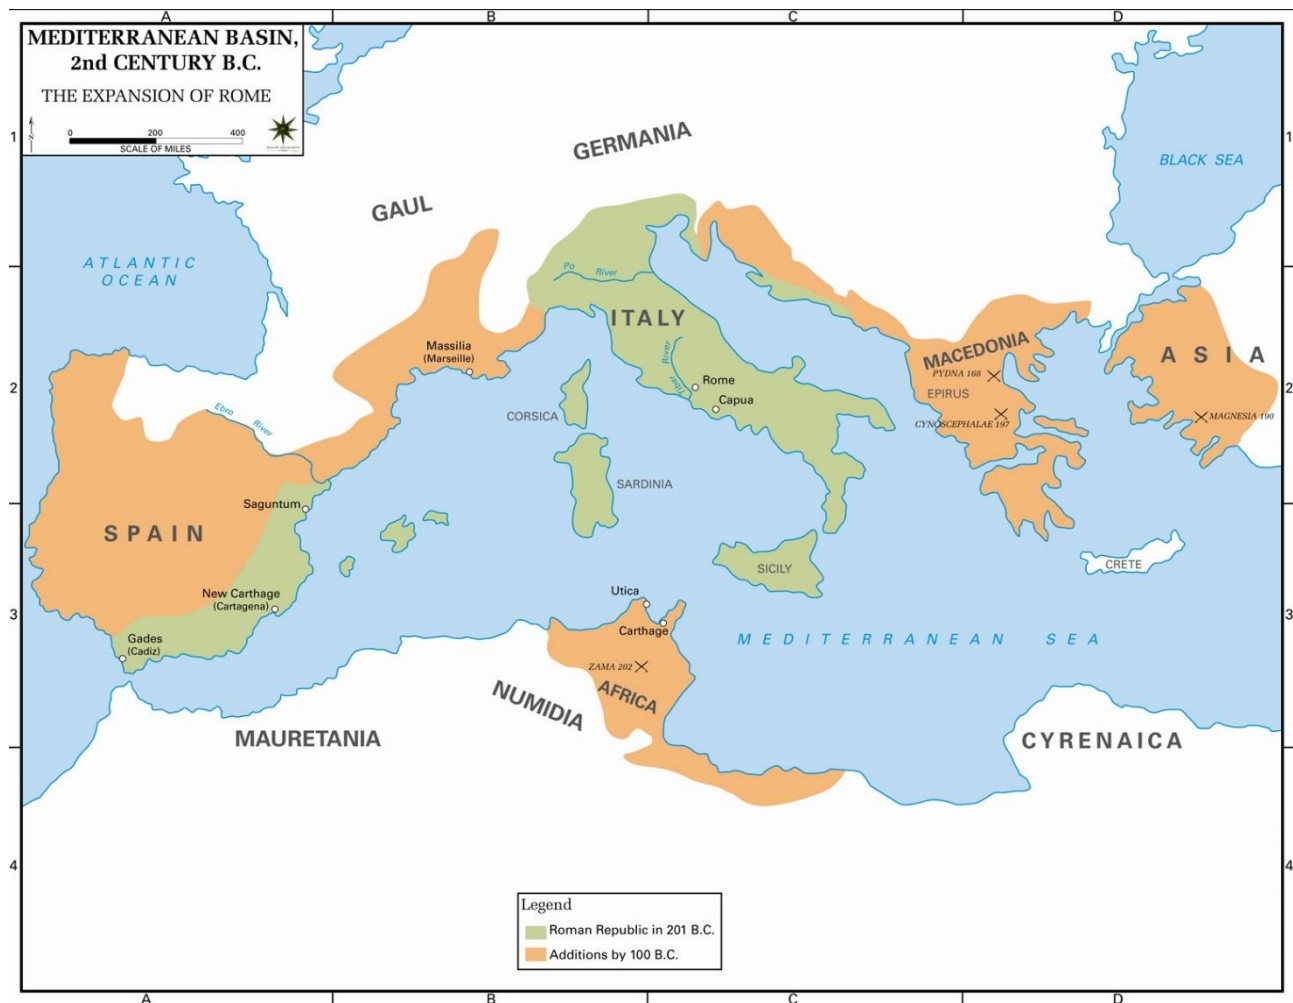 A
B
C
D
MEDITERRANEAN BASIN,
2nd CENTURY B.C.
THE EXPANSION OF ROME
N
0 200 400
SCALE OF MILES
1
1
GERMANIA
BLACK SEA
GAUL
ATLANTIC
OCEAN
Po River
ITALY
Massilia
(Marseille)
MACEDONIA
ASIA
PYDNA 168
2
2
River
Tiber
Rome
EPIRUS
Capua
CORSICA
Ebro
River
CYNOSCEPHALAE 197
MAGNESIA 190
SARDINIA
Saguntum
SPAIN
SICILY
CRETE
New Carthage
(Cartagena)
Utica
3
3
Carthage
Gades
(Cadiz)
MEDITERRANEAN SEA
ZAMA 202
AFRICA
NUMIDIA
MAURETANIA
CYRENAICA
4
4
Legend
Roman Republic in 201 B.C.
Additions by 100 B.C.
A
B
C
D